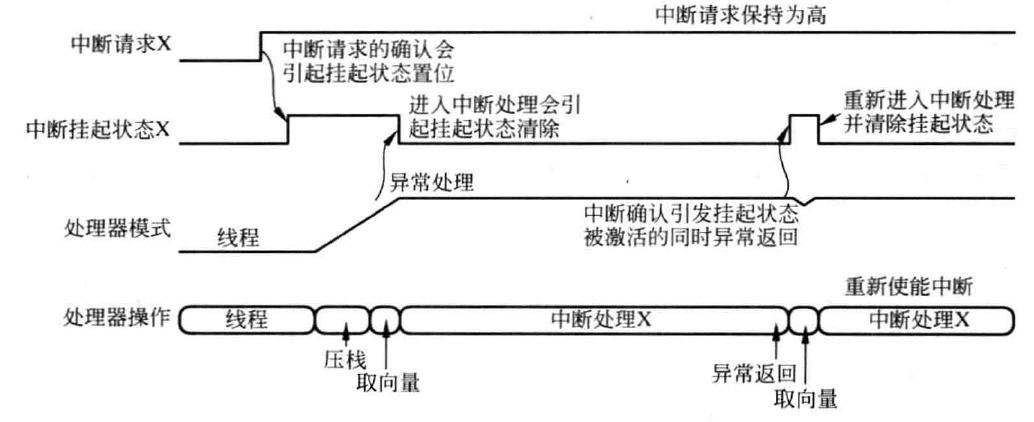 中断请求保持为高
中断请求X
中断请求的确认会
引起挂起状态置位
中断挂起状态X
进入中断处理会引
起挂起状态清除
重新进入中断处理
并清除挂起状态
异常处理
处理器模式
线程
中断确认引发挂起状态
被激活的同时异常返回
重新使能中断
处理器操作
线程
中断处理X
中断处理X
压栈
取向量
异常返回
取向量